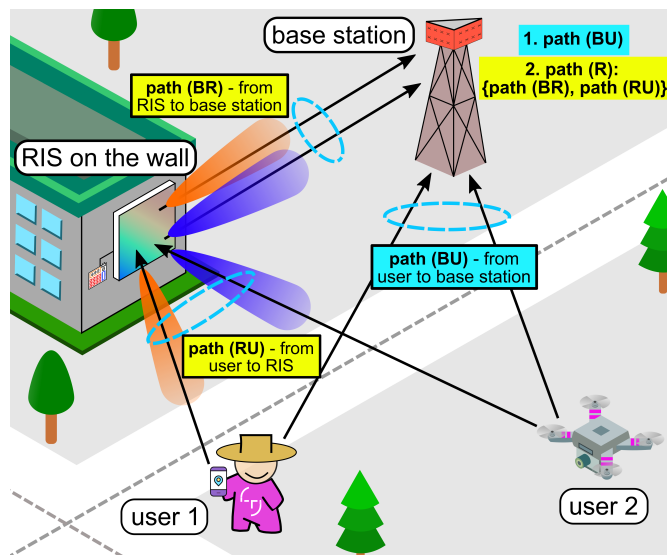 base station
1. path (BU)
2. path (R):
{path (BR), path (RU)}
path (BR) - from
RIS to base station
RIS on the wall
path (BU) - from
user to base station
path (RU) - from
user to RIS
user 1
user 2